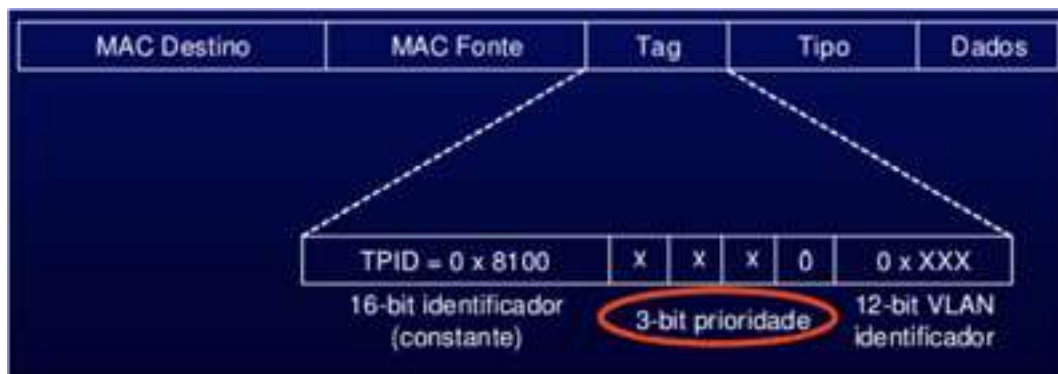 MAC Destino MAC Fonte Tag Tipo Dados
TPID = 0 x 8100 X X X 0 0 x XXX
16-bit identificador 3-bit prioridade 12-bit VLAN
(constante) identificador